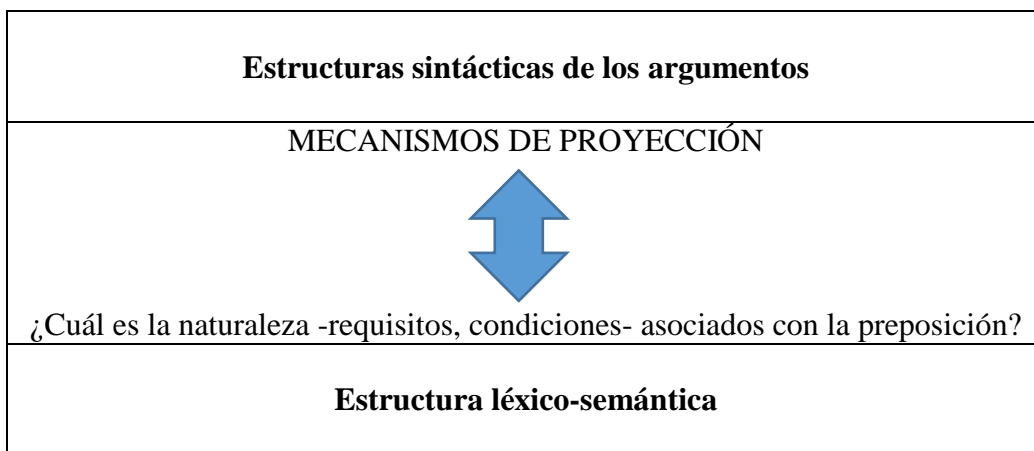 Estructuras sintácticas de los argumentos
MECANISMOS DE PROYECCIÓN
¿Cuál es la naturaleza -requisitos, condiciones- asociados con la preposición?
Estructura léxico-semántica